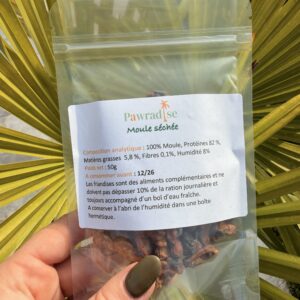 Pawradise
Moule séchée
Composition analytique : 100% Moule, Protéines 82 %,
Matières grasses 5,8 %, Fibres 0,1%, Humidité 8%
Poids net : 50g
A consommer avant : 12/26
Les friandises sont des aliments complémentaires et ne
doivent pas dépasser 10% de la ration journalière et
toujours accompagné d'un bol d'eau fraîche.
A conserver à l'abri de l'humidité dans une boîte
hermétique.